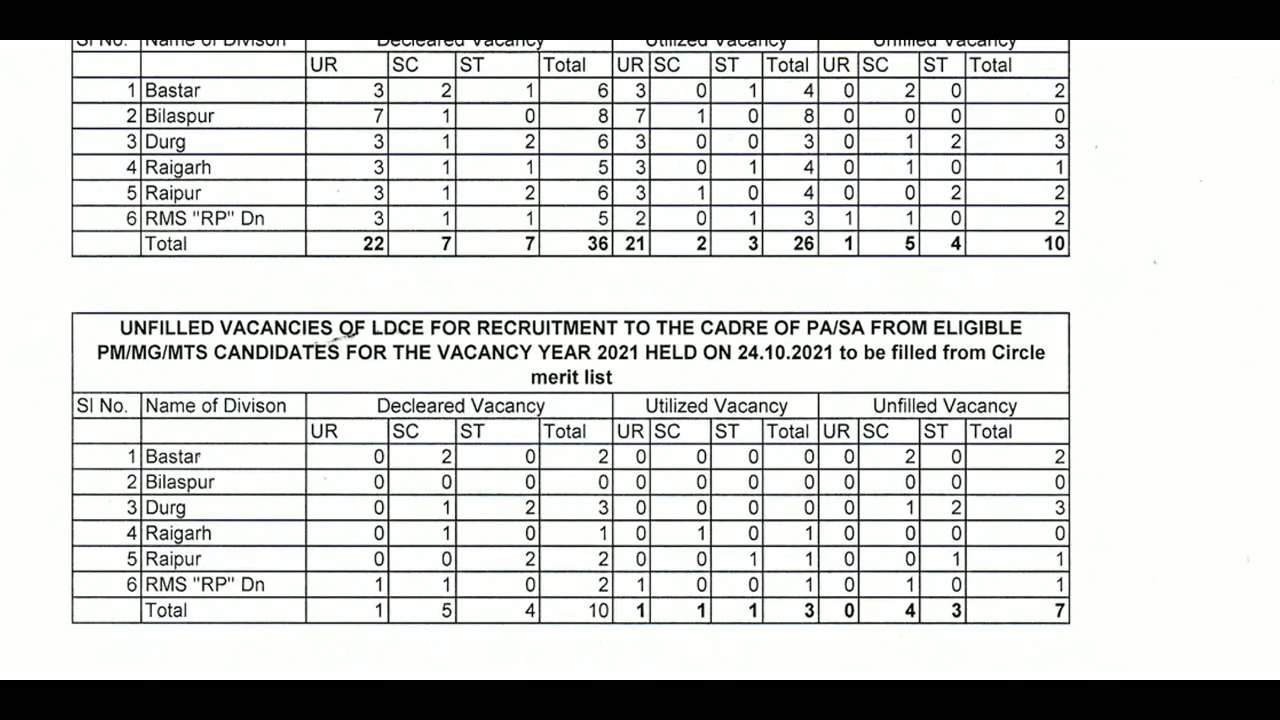 Sl No. Name of Divison Decleared Vacancy Utilized Vacancy Unfilled Vacancy
UR SC ST Total UR SC ST Total UR SC ST Total
1 Bastar 3 2 1 6 3 0 1 4 0 2 0 2
2 Bilaspur 7 1 0 8 7 1 0 8 0 0 0 0
3 Durg 3 1 2 6 3 0 0 3 0 1 2 3
4 Raigarh 3 1 1 5 3 0 1 4 0 1 0 1
5 Raipur 3 1 2 6 3 1 0 4 0 0 2 2
6 RMS "RP" Dn 3 1 1 5 2 0 1 3 1 1 0 2
Total 22 7 7 36 21 2 3 26 1 5 4 10
UNFILLED VACANCIES OF LDCE FOR RECRUITMENT TO THE CADRE OF PA/SA FROM ELIGIBLE
PM/MG/MTS CANDIDATES FOR THE VACANCY YEAR 2021 HELD ON 24.10.2021 to be filled from Circle
merit list
Sl No. Name of Divison Decleared Vacancy Utilized Vacancy Unfilled Vacancy
UR SC ST Total UR SC ST Total UR SC ST Total
1 Bastar 0 2 0 2 0 0 0 0 0 2 0 2
2 Bilaspur 0 0 0 0 0 0 0 0 0 0 0 0
3 Durg 0 1 2 3 0 0 0 0 0 1 2 3
4 Raigarh 0 1 0 1 0 1 0 1 0 0 0 0
5 Raipur 0 0 2 2 0 0 1 1 0 0 1 1
6 RMS "RP" Dn 1 1 0 2 1 0 0 1 0 1 0 1
Total 1 5 4 10 1 1 1 3 0 4 3 7